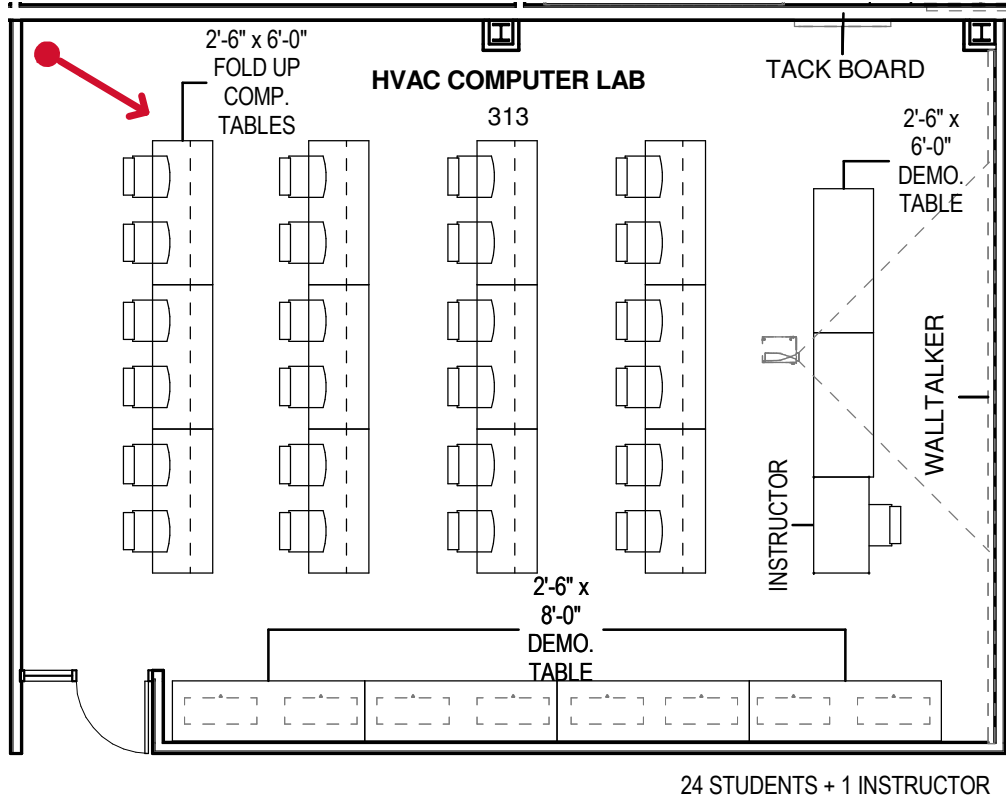 2'-6" x 6'-0"
FOLD UP
COMP.
TABLES
HVAC COMPUTER LAB
313
TACK BOARD
2'-6" x
6'-0"
DEMO.
TABLE
WALLTALKER
INSTRUCTOR
2'-6" x
8'-0"
DEMO.
TABLE
24 STUDENTS + 1 INSTRUCTOR